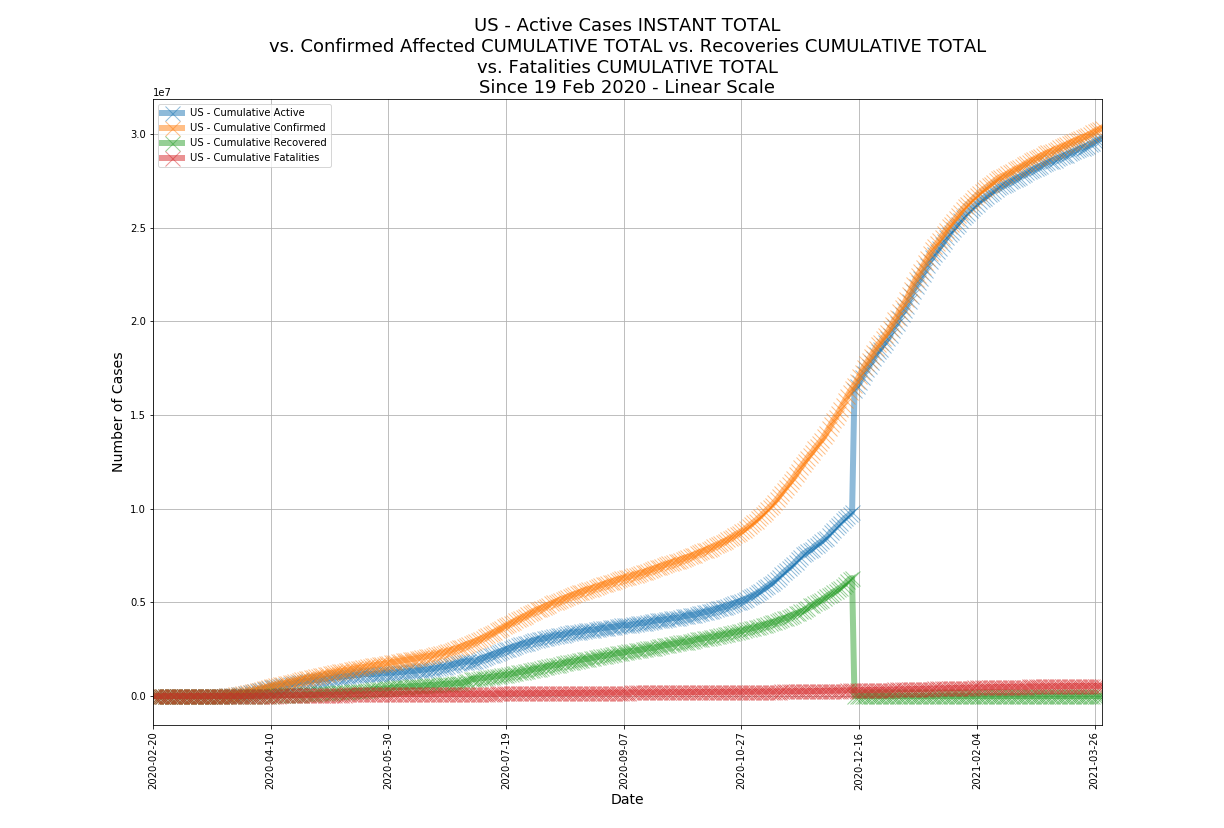 US - Active Cases INSTANT TOTAL
vs. Confirmed Affected CUMULATIVE TOTAL vs. Recoveries CUMULATIVE TOTAL
vs. Fatalities CUMULATIVE TOTAL
Since 19 Feb 2020 - Linear Scale
1e7
US - Cumulative Active
US - Cumulative Confirmed
US - Cumulative Recovered
US - Cumulative Fatalities
3.0
2.5
2.0
1.5
1.0
0.5
0.0
Number of Cases
2020-02-20
2020-04-10
2020-05-30
2020-07-19
2020-09-07
2020-10-27
2020-12-16
2021-02-04
2021-03-26
Date